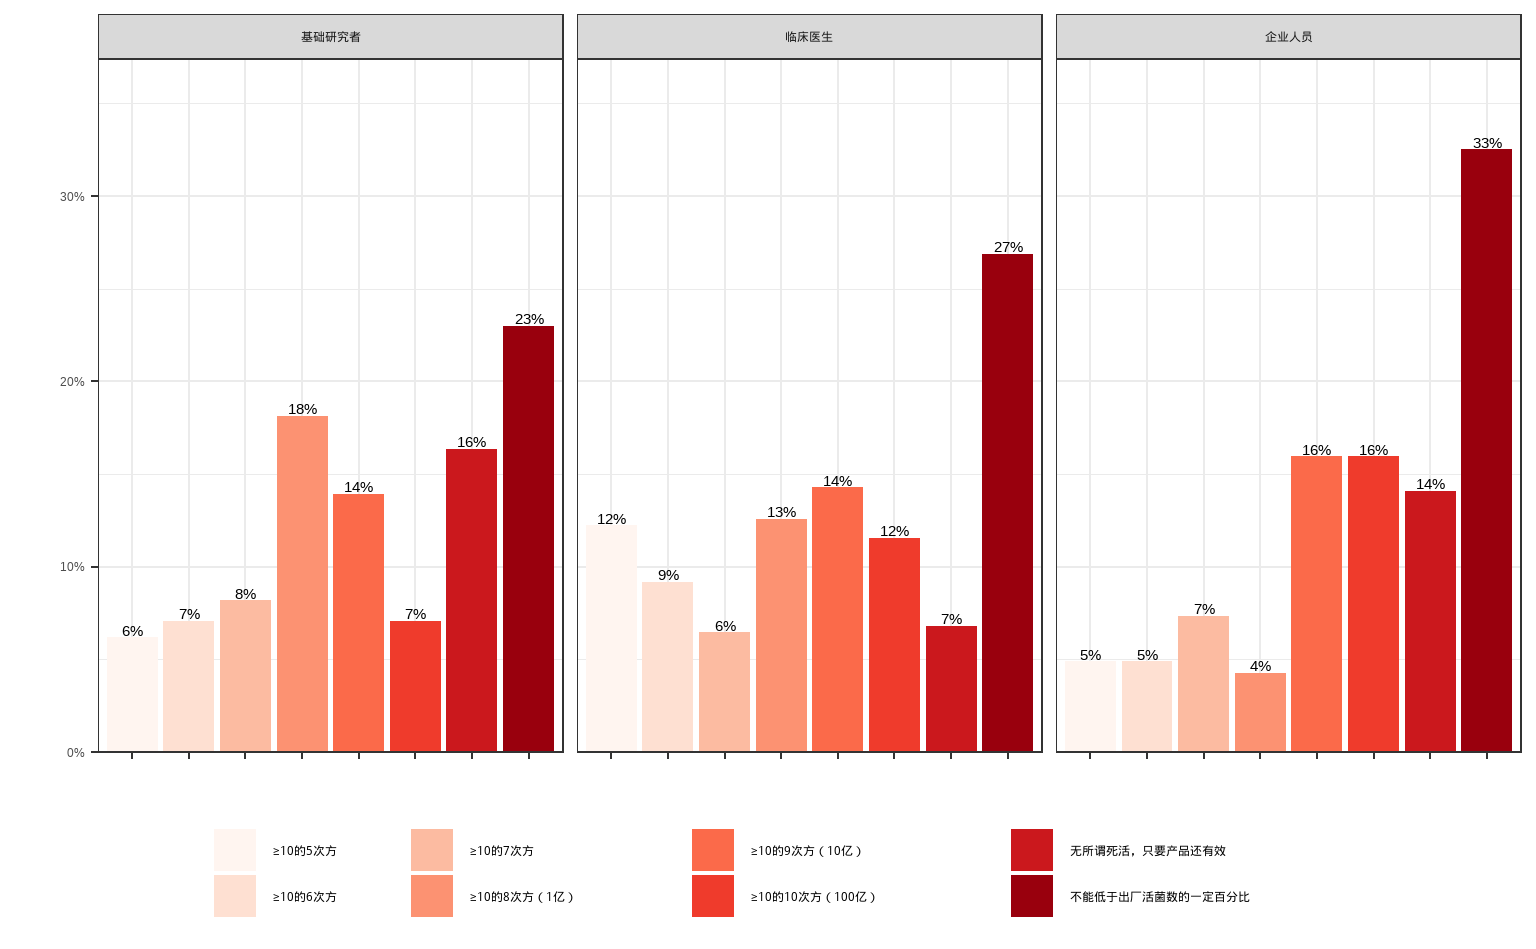 基础研究者
临床医生
企业人员
30%
20%
10%
0%
6%
7%
8%
18%
14%
7%
16%
23%
12%
9%
6%
13%
14%
12%
7%
27%
5%
5%
7%
4%
16%
16%
14%
33%
≥10的5次方
≥10的7次方
≥10的9次方（10亿）
无所谓死活，只要产品还有效
≥10的6次方
≥10的8次方（1亿）
≥10的10次方（100亿）
不能低于出厂活菌数的一定百分比